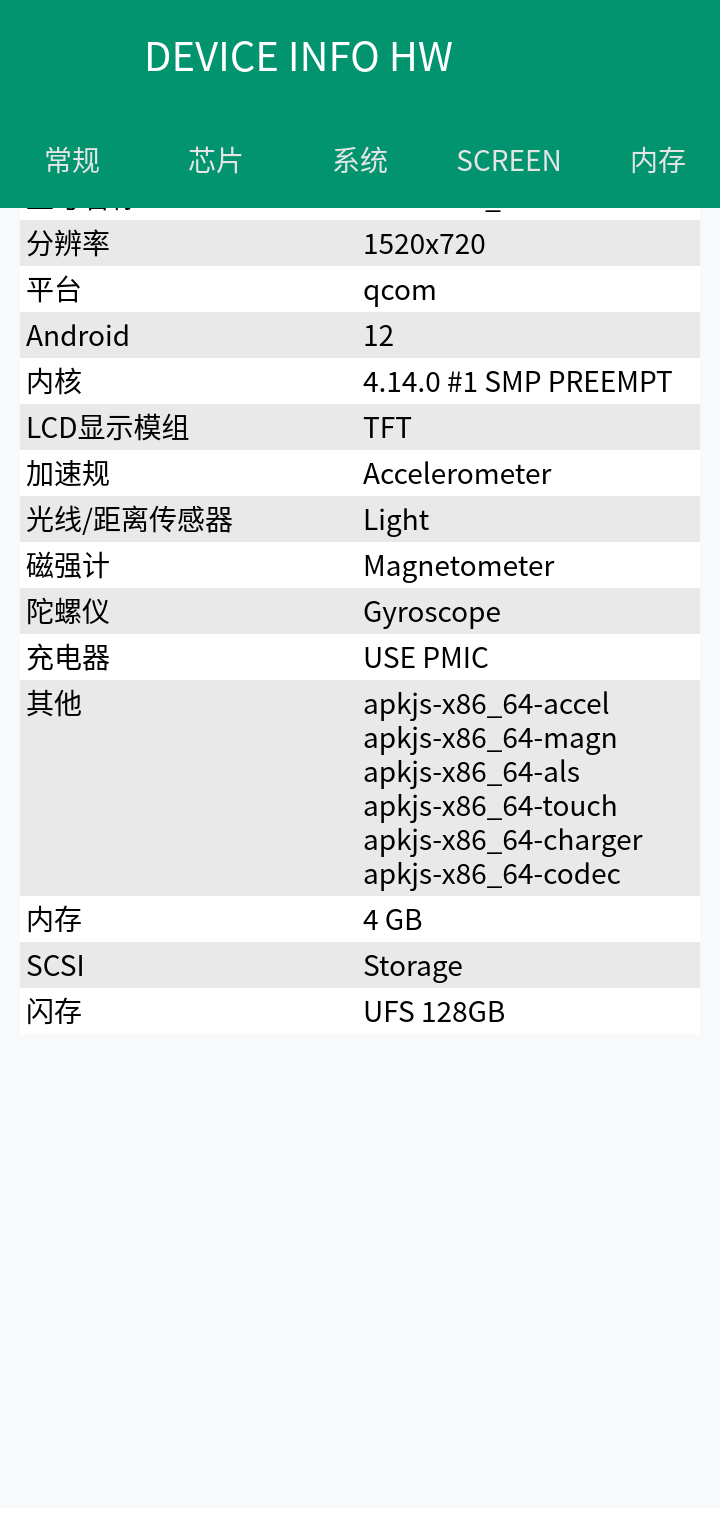 DEVICE INFO HW
常规 芯片 系统 SCREEN 内存
分辨率 1520x720
平台 qcom
Android 12
内核 4.14.0 #1 SMP PREEMPT
LCD显示模组 TFT
加速规 Accelerometer
光线/距离传感器 Light
磁强计 Magnetometer
陀螺仪 Gyroscope
充电器 USE PMIC
其他 apkjs-x86_64-accel
apkjs-x86_64-magn
apkjs-x86_64-als
apkjs-x86_64-touch
apkjs-x86_64-charger
apkjs-x86_64-codec
内存 4 GB
SCSI Storage
闪存 UFS 128GB